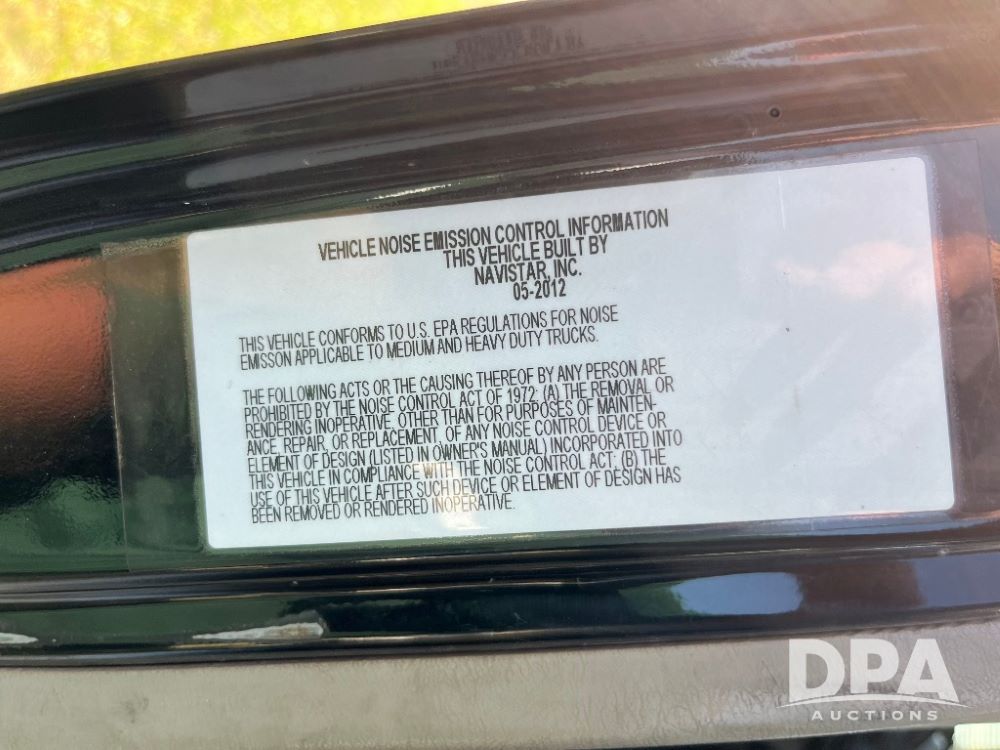 VEHICLE NOISE EMISSION CONTROL INFORMATION
THIS VEHICLE BUILT BY
NAVISTAR, INC.
05-2012
THIS VEHICLE CONFORMS TO U.S. EPA REGULATIONS FOR NOISE
EMISSON APPLICABLE TO MEDIUM AND HEAVY DUTY TRUCKS.
THE FOLLOWING ACTS OR THE CAUSING THEREOF BY ANY PERSON ARE
PROHIBITED BY THE NOISE CONTROL ACT OF 1972: (A) THE REMOVAL OR
RENDERING INOPERATIVE, OTHER THAN FOR PURPOSES OF MAINTEN-
ANCE, REPAIR, OR REPLACEMENT, OF ANY NOISE CONTROL DEVICE OR
ELEMENT OF DESIGN (LISTED IN OWNER'S MANUAL) INCORPORATED INTO
THIS VEHICLE IN COMPLIANCE WITH THE NOISE CONTROL ACT; (B) THE
USE OF THIS VEHICLE AFTER SUCH DEVICE OR ELEMENT OF DESIGN HAS
BEEN REMOVED OR RENDERED INOPERATIVE.
DPA
AUCTIONS